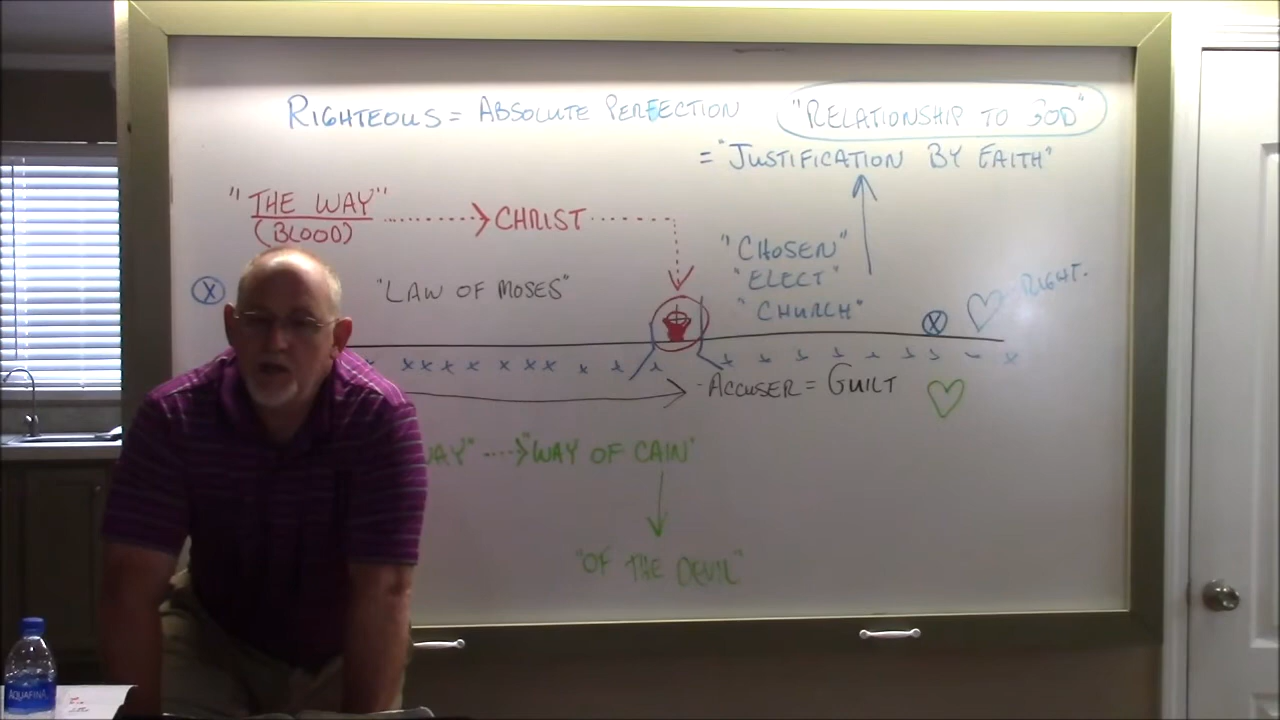 RIGHTEOUS = ABSOLUTE PERFECTION "RELATIONSHIP TO GOD"
= "JUSTIFICATION BY FAITH"
"THE WAY" CHRIST
(BLOOD)
"CHOSEN"
"ELECT"
"CHURCH"
"LAW OF MOSES"
RIGHT.
ACCUSER = GUILT
WAY" "WAY OF CAIN"
"OF THE DEVIL"
AQUAFINA